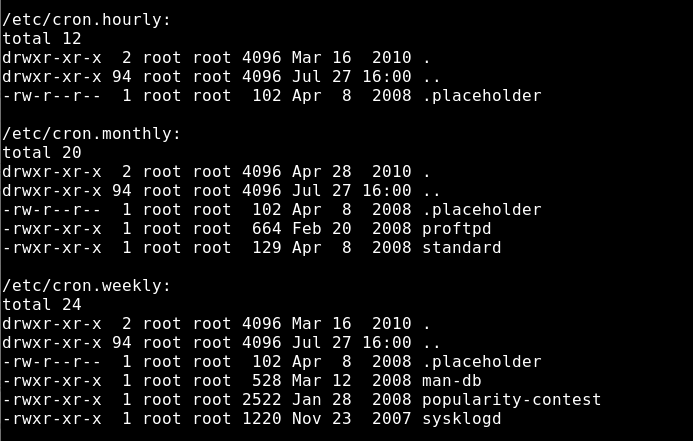 /etc/cron.hourly:
total 12
drwxr-xr-x  2 root root 4096 Mar 16  2010 .
drwxr-xr-x 94 root root 4096 Jul 27 16:00 ..
-rw-r--r--  1 root root  102 Apr  8  2008 .placeholder

/etc/cron.monthly:
total 20
drwxr-xr-x  2 root root 4096 Apr 28  2010 .
drwxr-xr-x 94 root root 4096 Jul 27 16:00 ..
-rw-r--r--  1 root root  102 Apr  8  2008 .placeholder
-rwxr-xr-x  1 root root  664 Feb 20  2008 proftpd
-rwxr-xr-x  1 root root  129 Apr  8  2008 standard

/etc/cron.weekly:
total 24
drwxr-xr-x  2 root root 4096 Mar 16  2010 .
drwxr-xr-x 94 root root 4096 Jul 27 16:00 ..
-rw-r--r--  1 root root  102 Apr  8  2008 .placeholder
-rwxr-xr-x  1 root root  528 Mar 12  2008 man-db
-rwxr-xr-x  1 root root 2522 Jan 28  2008 popularity-contest
-rwxr-xr-x  1 root root 1220 Nov 23  2007 sysklogd